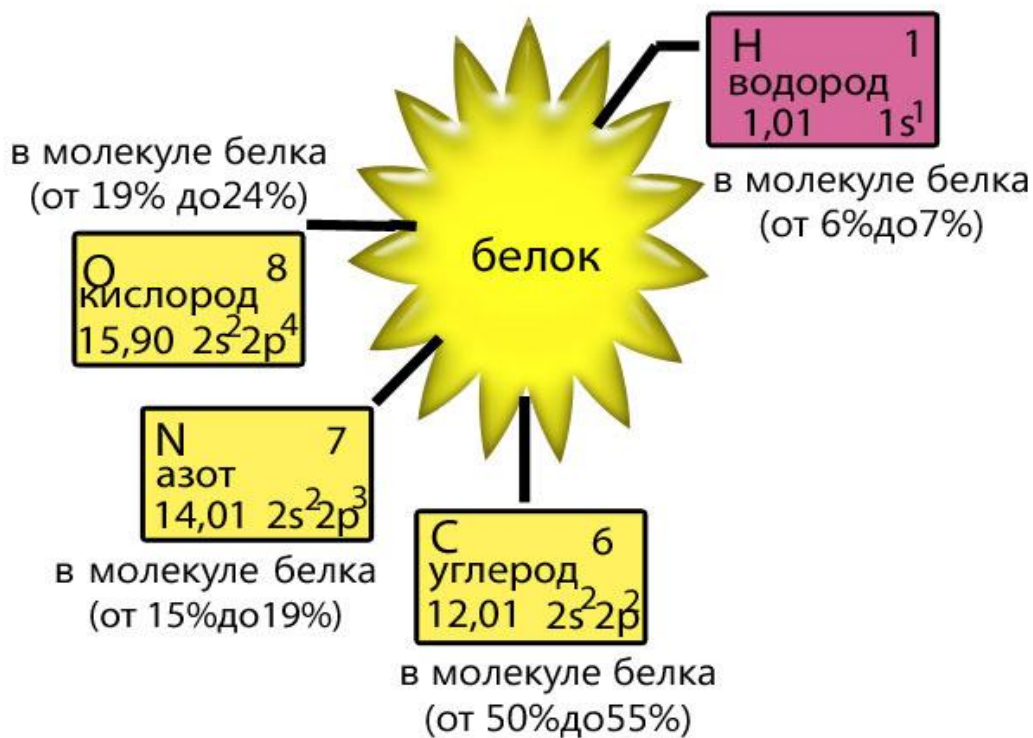 H 1
водород
1,01 1s¹
в молекуле белка
(от 6%до7%)
в молекуле белка
(от 19% до24%)
O 8
кислород
15,90 2s²2p⁴
белок
N 7
азот
14,01 2s²2p³
в молекуле белка
(от 15%до19%)
C 6
углерод
12,01 2s²2p²
в молекуле белка
(от 50%до55%)